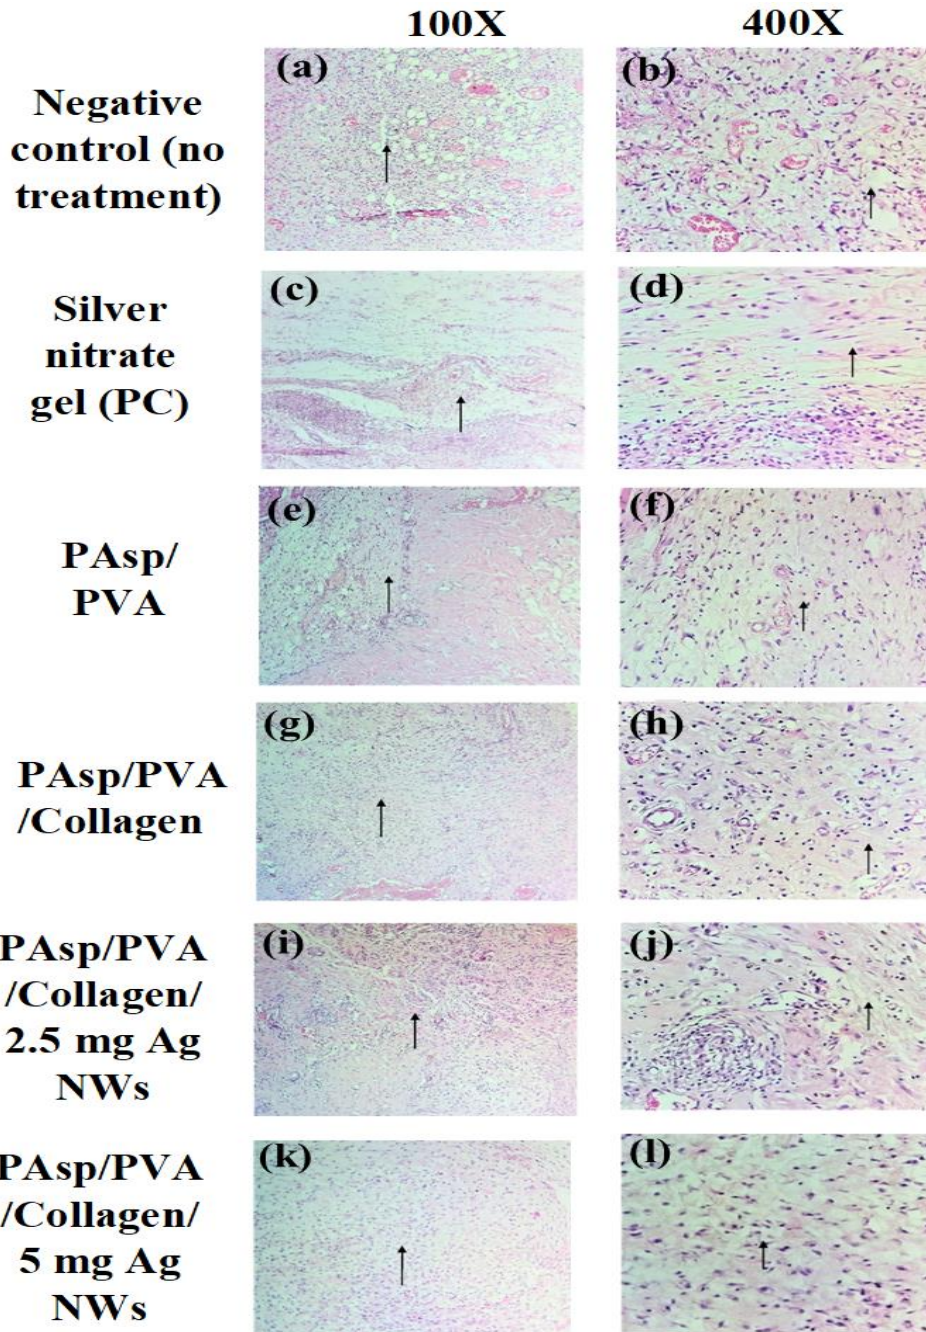 100X 400X
(a) (b)
Negative
control (no
treatment)
(c) (d)
Silver
nitrate
gel (PC)
(e) (f)
PAsp/
PVA
(g) (h)
PAsp/PVA
/Collagen
(i) (j)
PAsp/PVA
/Collagen/
2.5 mg Ag
NWs
(k) (l)
PAsp/PVA
/Collagen/
5 mg Ag
NWs